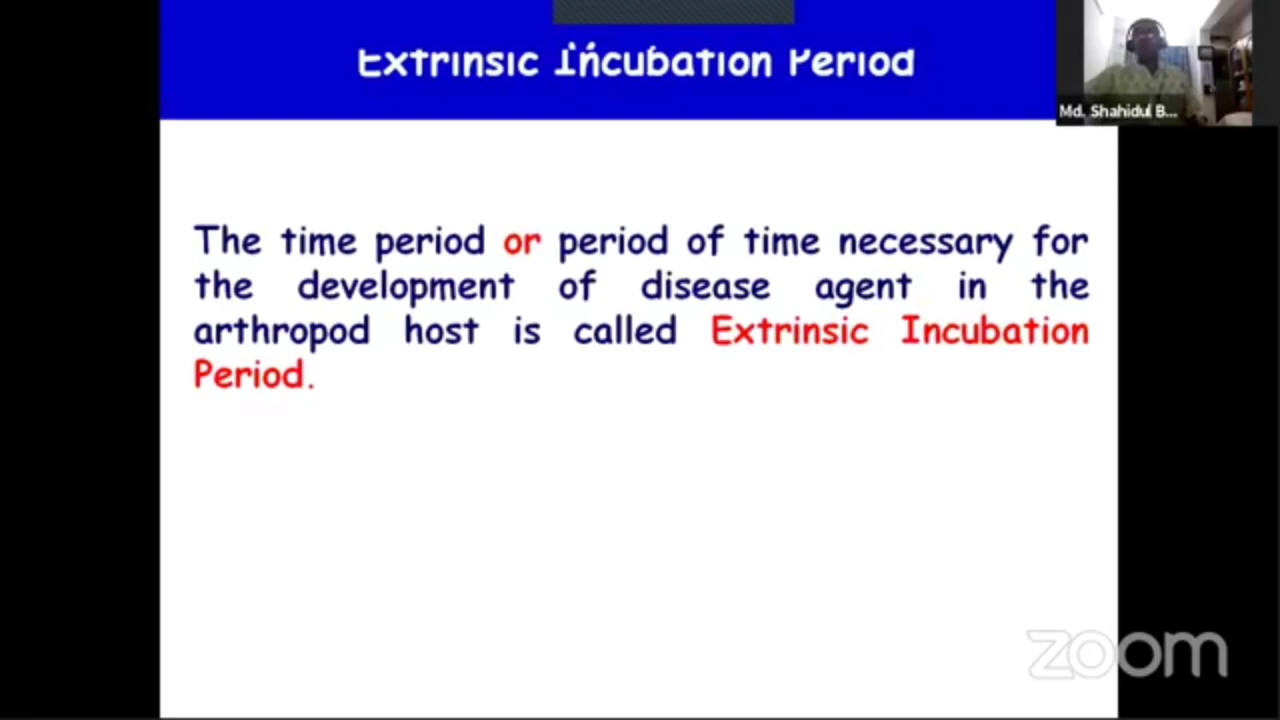 Extrinsic Incubation Period
Md. Shahidul B...
The time period or period of time necessary for
the development of disease agent in the
arthropod host is called Extrinsic Incubation
Period.
zoom